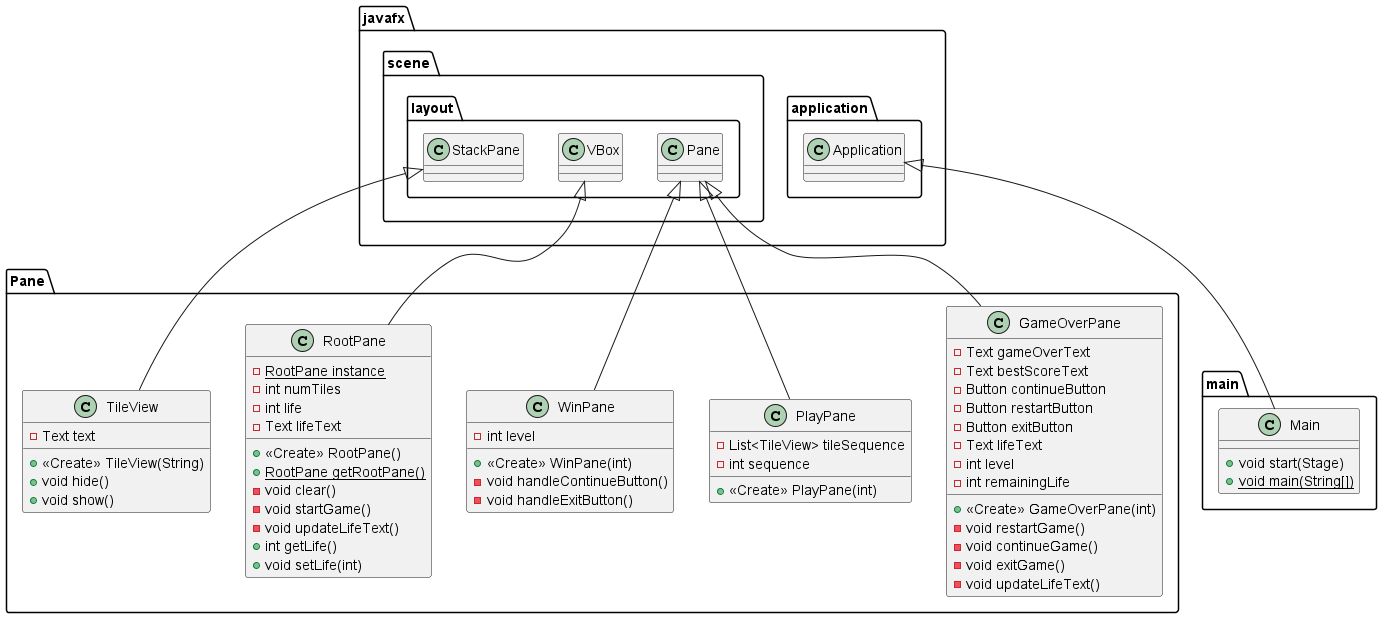 javafx
scene
layout
application
C StackPane
C VBox
C Pane
C Application
Pane
main
C TileView
Text text
«Create» TileView(String)
void hide()
void show()
C RootPane
RootPane instance
int numTiles
int life
Text lifeText
«Create» RootPane()
RootPane getRootPane()
void clear()
void startGame()
void updateLifeText()
int getLife()
void setLife(int)
C WinPane
int level
«Create» WinPane(int)
void handleContinueButton()
void handleExitButton()
C PlayPane
List<TileView> tileSequence
int sequence
«Create» PlayPane(int)
C GameOverPane
Text gameOverText
Text bestScoreText
Button continueButton
Button restartButton
Button exitButton
Text lifeText
int level
int remainingLife
«Create» GameOverPane(int)
void restartGame()
void continueGame()
void exitGame()
void updateLifeText()
C Main
void start(Stage)
void main(String[])